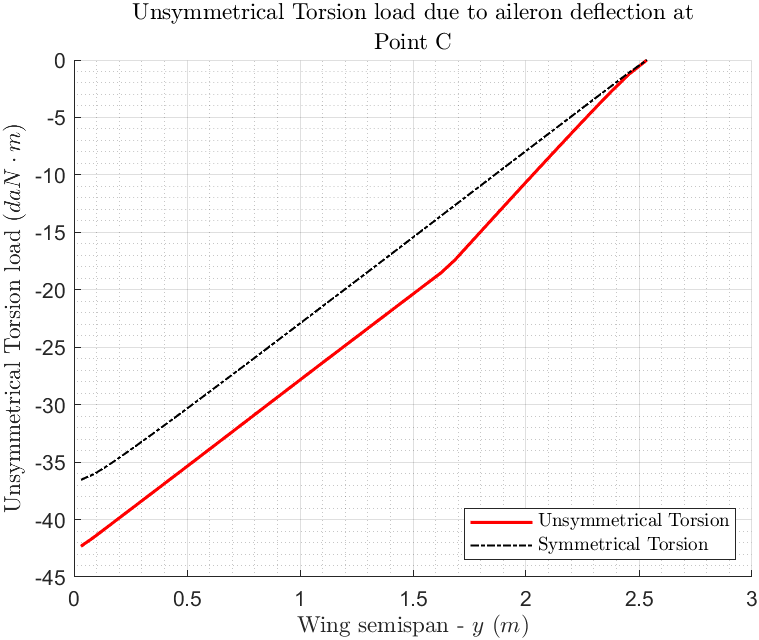 Unsymmetrical Torsion load due to aileron deflection at
Point C
Unsymmetrical Torsion load (daN · m)
0
-5
-10
-15
-20
-25
-30
-35
-40
-45
Unsymmetrical Torsion
Symmetrical Torsion
0 0.5 1 1.5 2 2.5 3
Wing semispan - y (m)